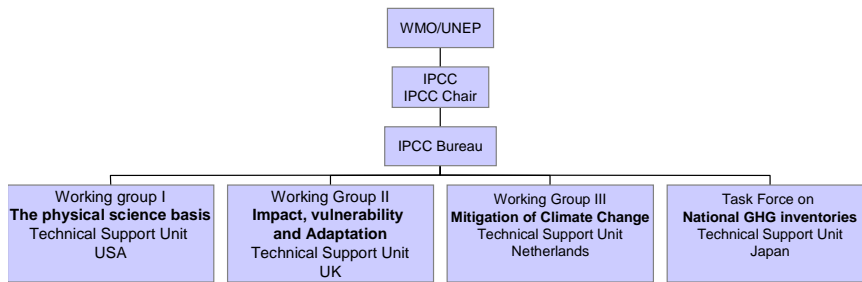 WMO/UNEP
IPCC
IPCC Chair
IPCC Bureau
Working group I
The physical science basis
Technical Support Unit
USA
Working Group II
Impact, vulnerability
and Adaptation
Technical Support Unit
UK
Working Group III
Mitigation of Climate Change
Technical Support Unit
Netherlands
Task Force on
National GHG inventories
Technical Support Unit
Japan